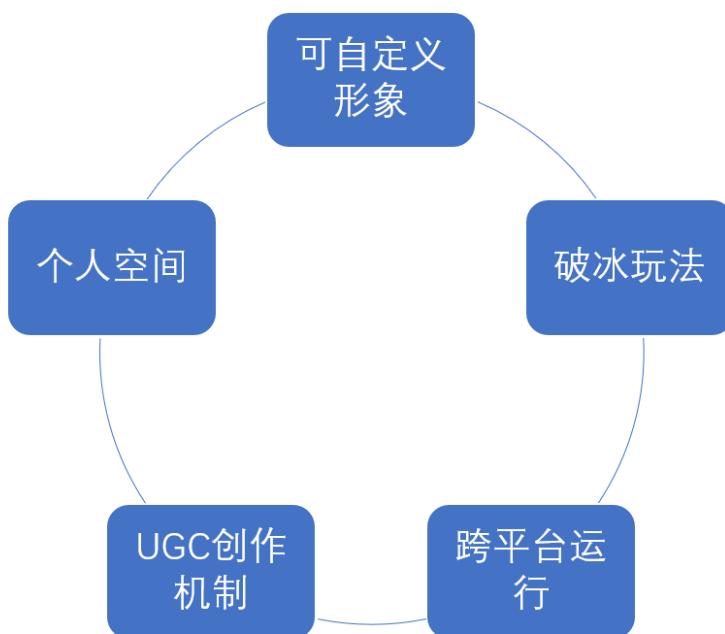 可自定义
形象
个人空间
破冰玩法
UGC创作
机制
跨平台运
行